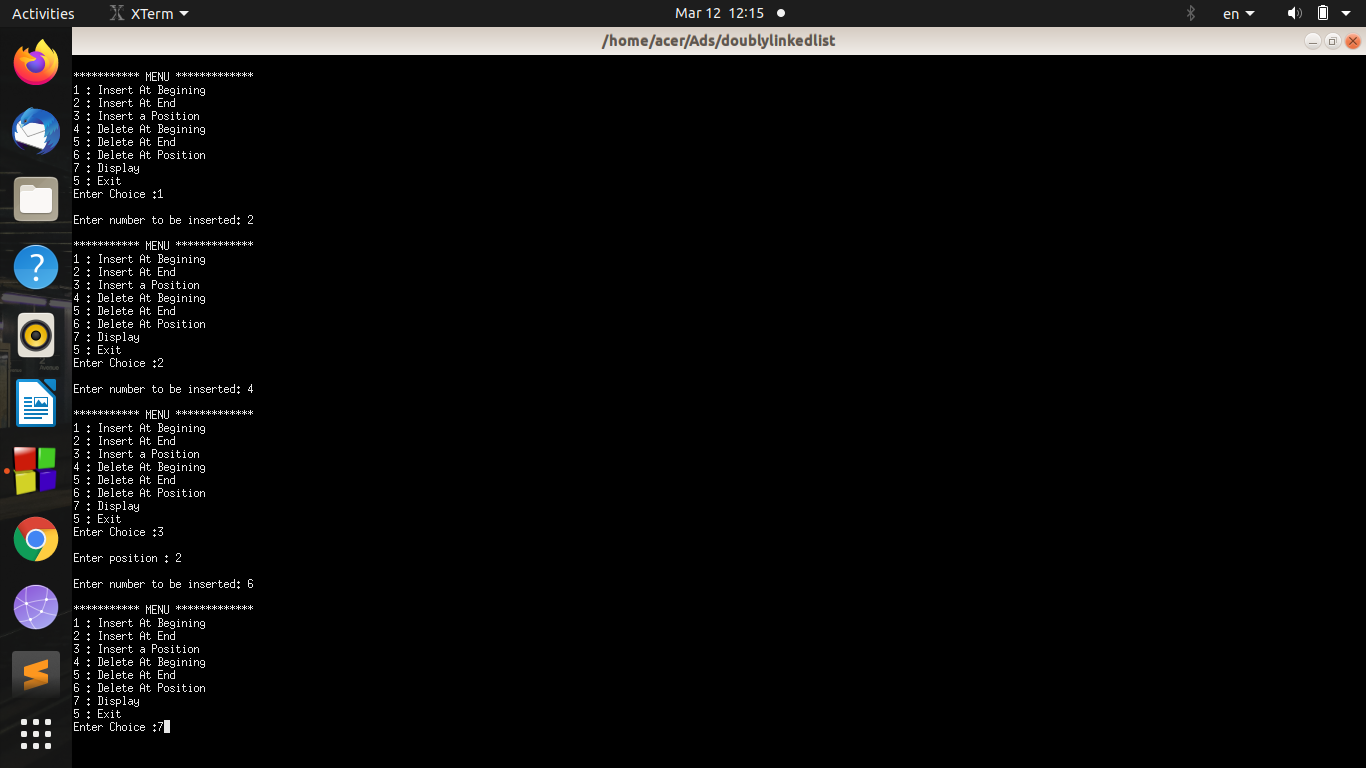 Activities XTerm Mar 12 12:15 en
/home/acer/Ads/doublylinkedlist
*********** MENU *************
1 : Insert At Begining
2 : Insert At End
3 : Insert a Position
4 : Delete At Begining
5 : Delete At End
6 : Delete At Position
7 : Display
5 : Exit
Enter Choice :1
Enter number to be inserted: 2
*********** MENU *************
1 : Insert At Begining
2 : Insert At End
3 : Insert a Position
4 : Delete At Begining
5 : Delete At End
6 : Delete At Position
7 : Display
5 : Exit
Enter Choice :2
Enter number to be inserted: 4
*********** MENU *************
1 : Insert At Begining
2 : Insert At End
3 : Insert a Position
4 : Delete At Begining
5 : Delete At End
6 : Delete At Position
7 : Display
5 : Exit
Enter Choice :3
Enter position : 2
Enter number to be inserted: 6
*********** MENU *************
1 : Insert At Begining
2 : Insert At End
3 : Insert a Position
4 : Delete At Begining
5 : Delete At End
6 : Delete At Position
7 : Display
5 : Exit
Enter Choice :7